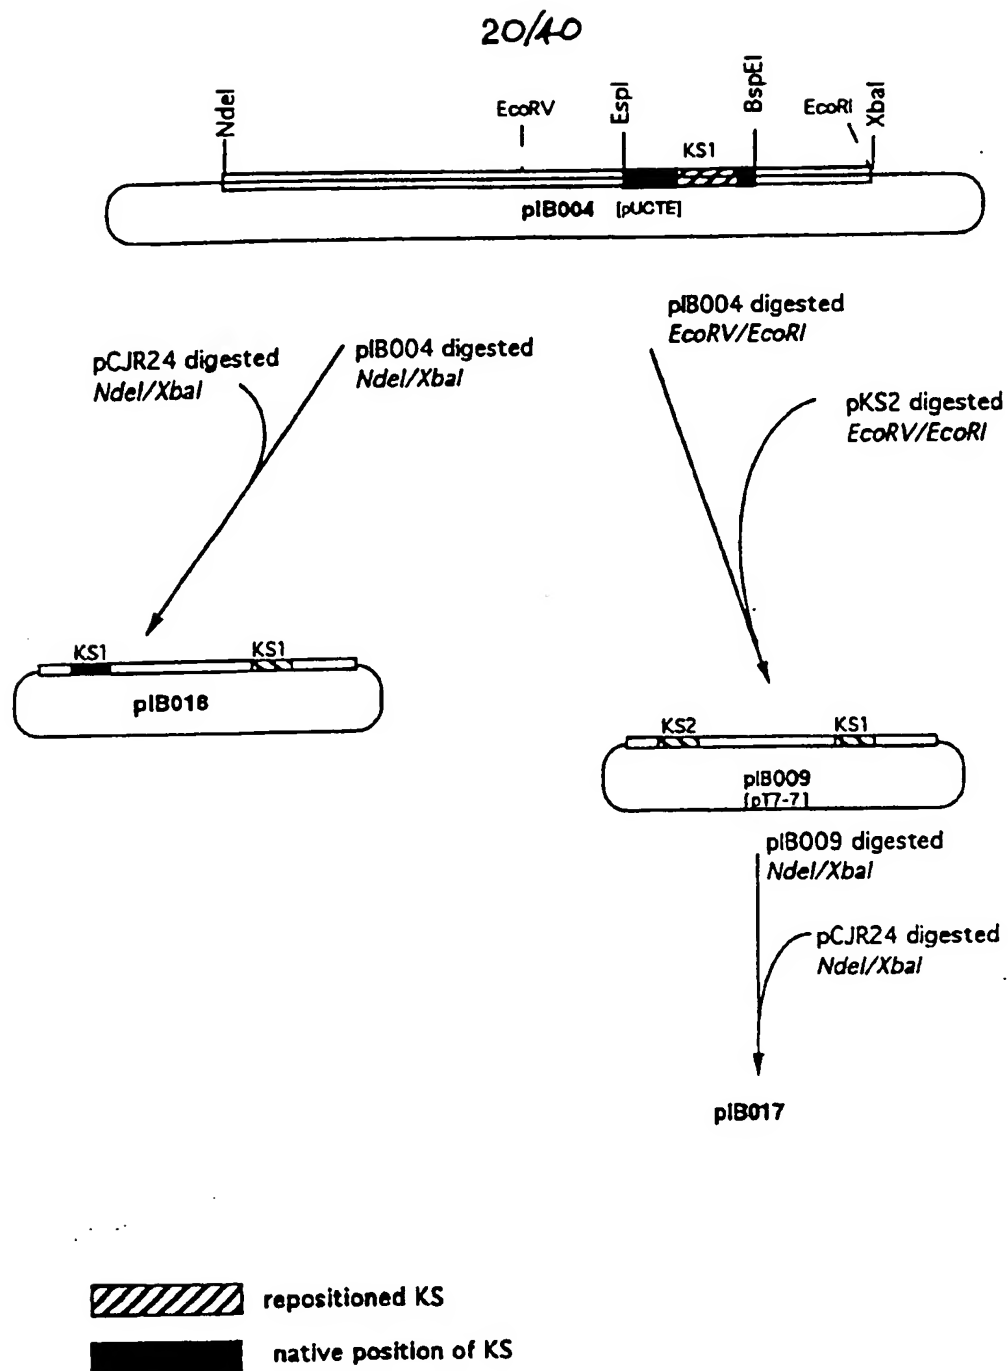 20/40
NdeI
EcoRV
EspI
KS1
BspEI
EcoRI
XbaI
pIB004 [pUCTE]
pCJR24 digested
NdeI/XbaI
pIB004 digested
NdeI/XbaI
pIB004 digested
EcoRV/EcoRI
pKS2 digested
EcoRV/EcoRI
KS1
KS1
pIB016
KS2
KS1
pIB009
[pT7-7]
pIB009 digested
NdeI/XbaI
pCJR24 digested
NdeI/XbaI
pIB017
repositioned KS
native position of KS